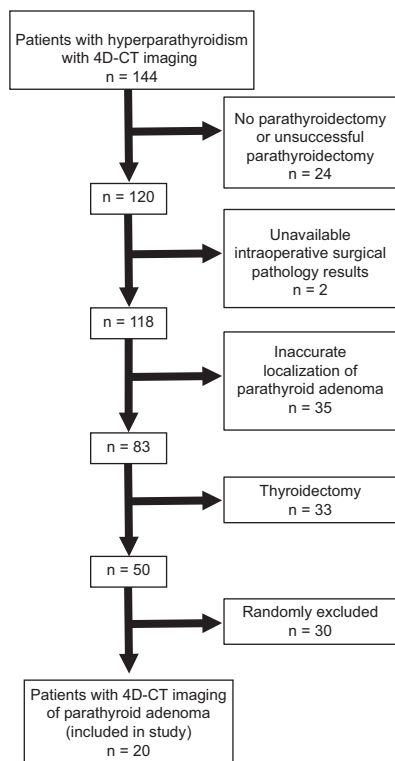 Patients with hyperparathyroidism
with 4D-CT imaging
n = 144
No parathyroidectomy
or unsuccessful
parathyroidectomy
n = 24
n = 120
Unavailable
intraoperative surgical
pathology results
n = 2
n = 118
Inaccurate
localization of
parathyroid adenoma
n = 35
n = 83
Thyroidectomy
n = 33
n = 50
Randomly excluded
n = 30
Patients with 4D-CT imaging
of parathyroid adenoma
(included in study)
n = 20